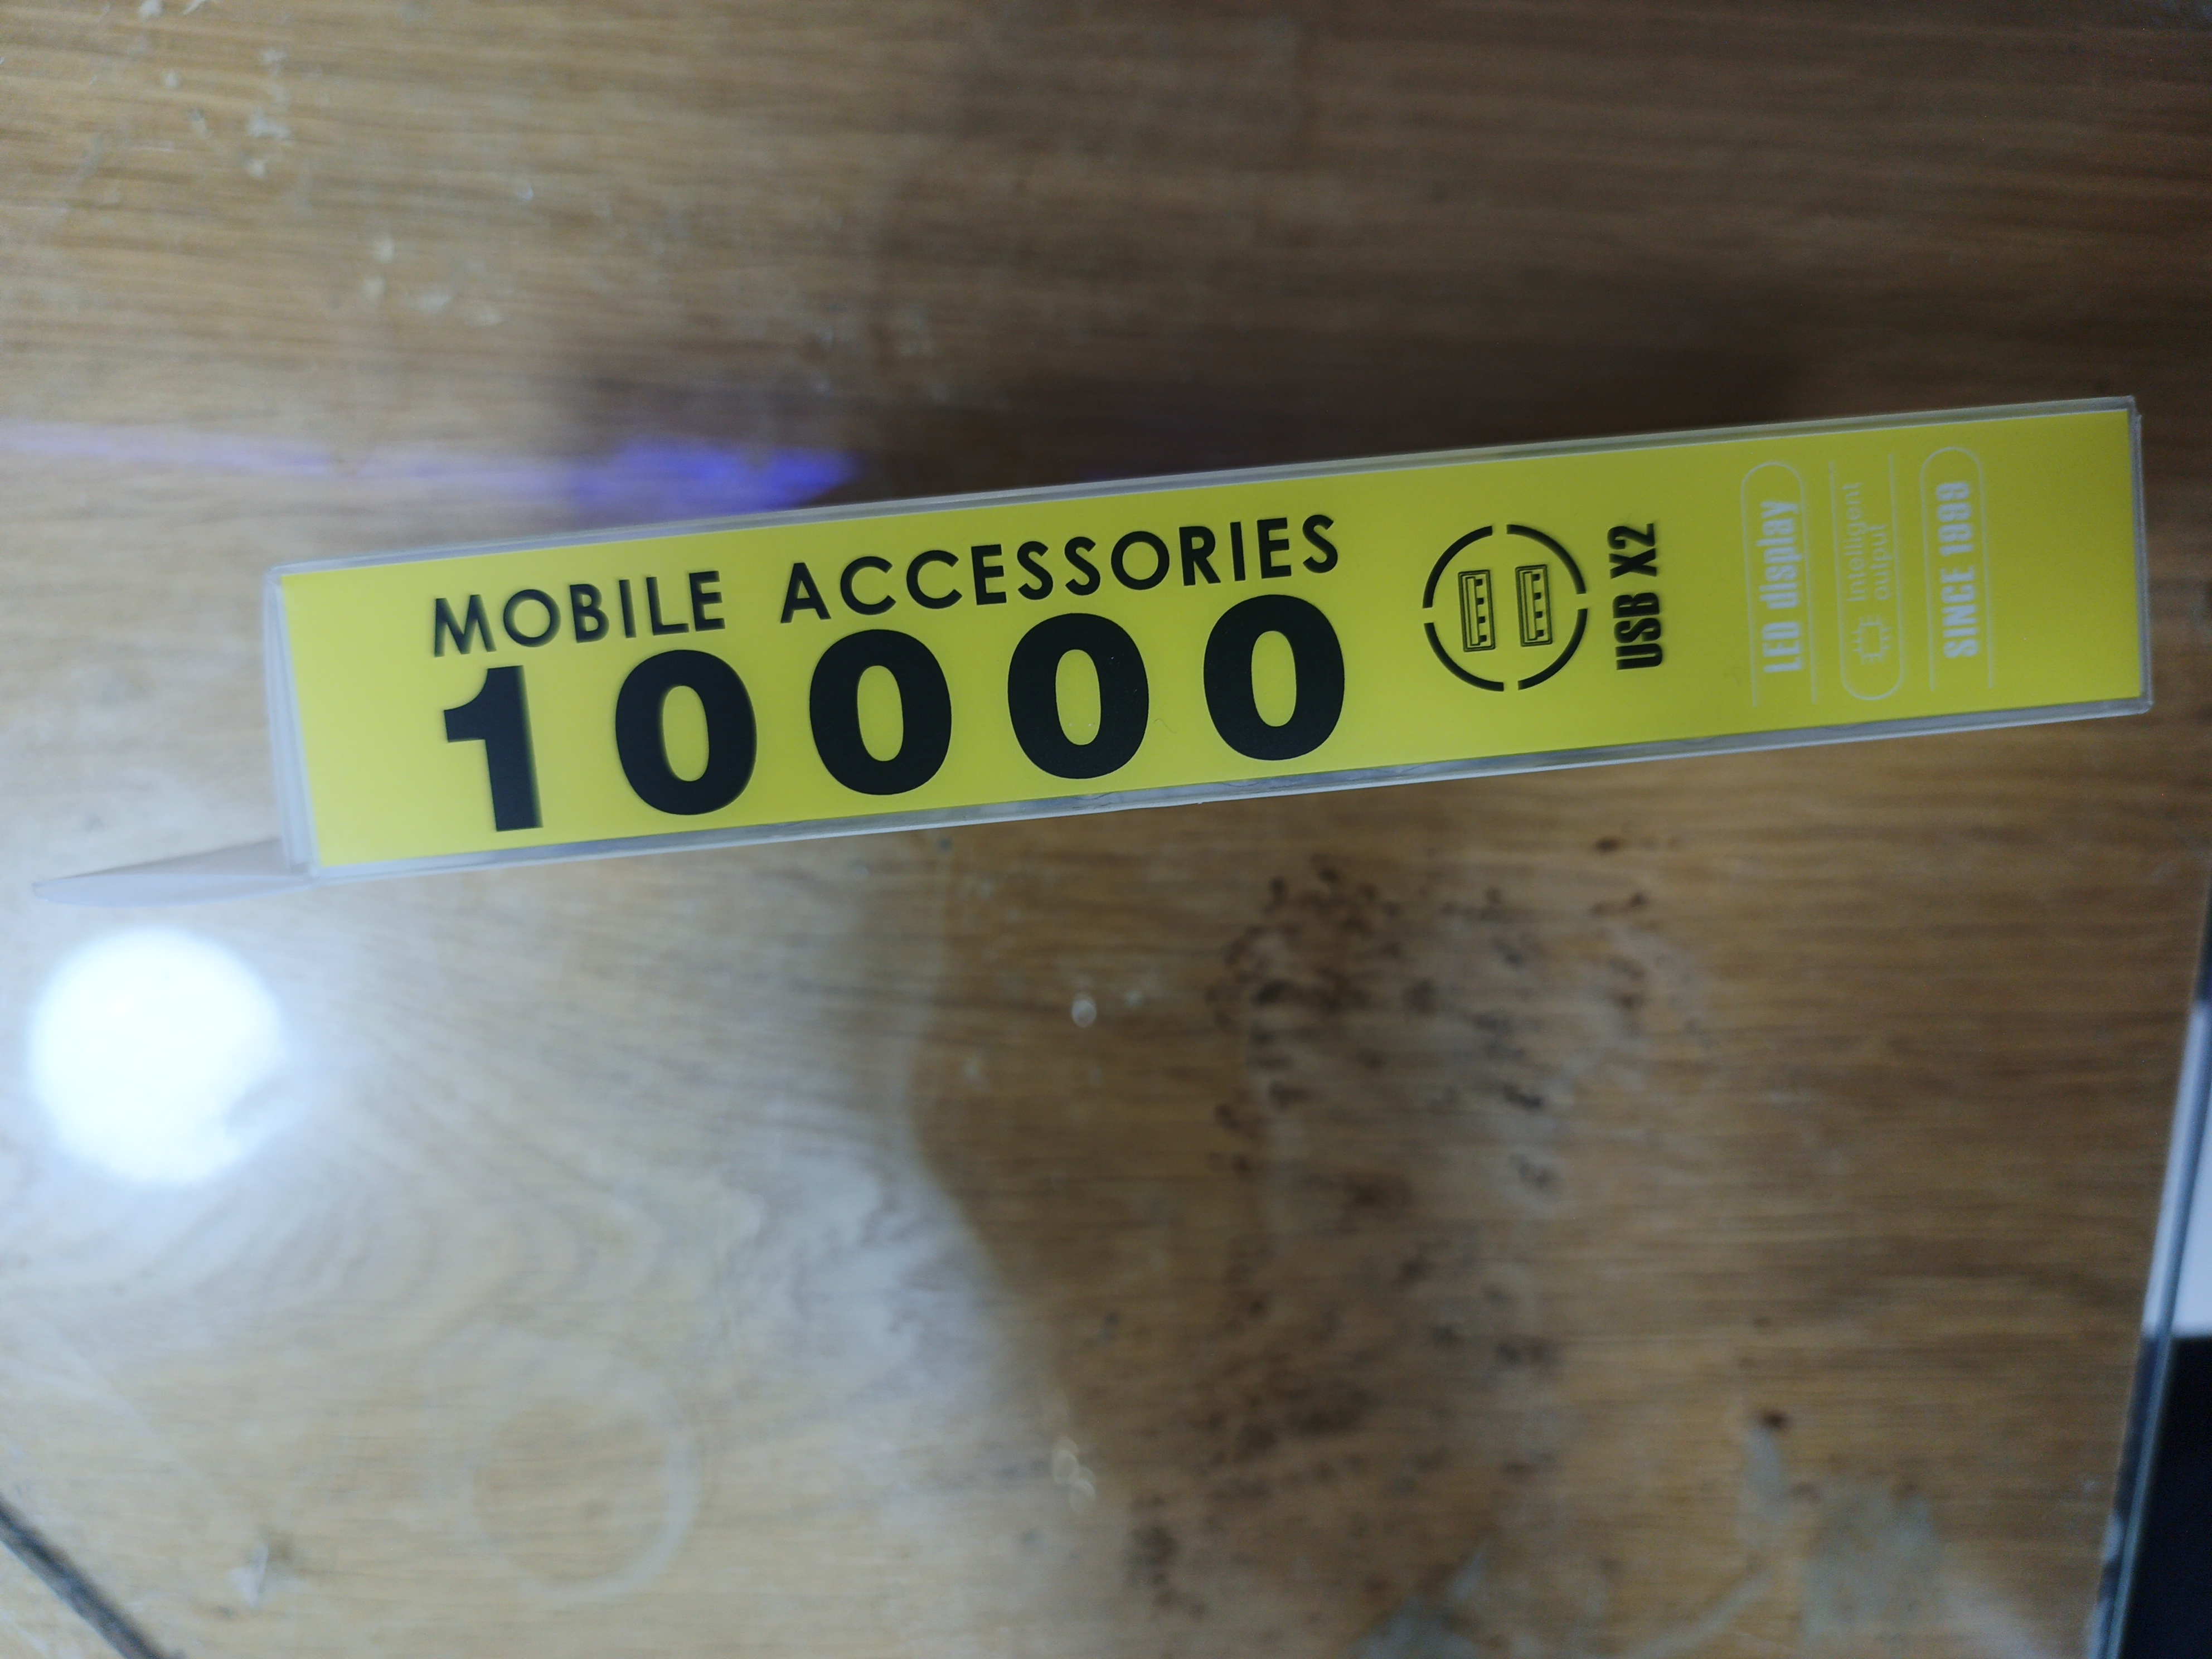 MOBILE ACCESSORIES
10000
USB X2
LED display
Intelligent
output
SINCE 1999